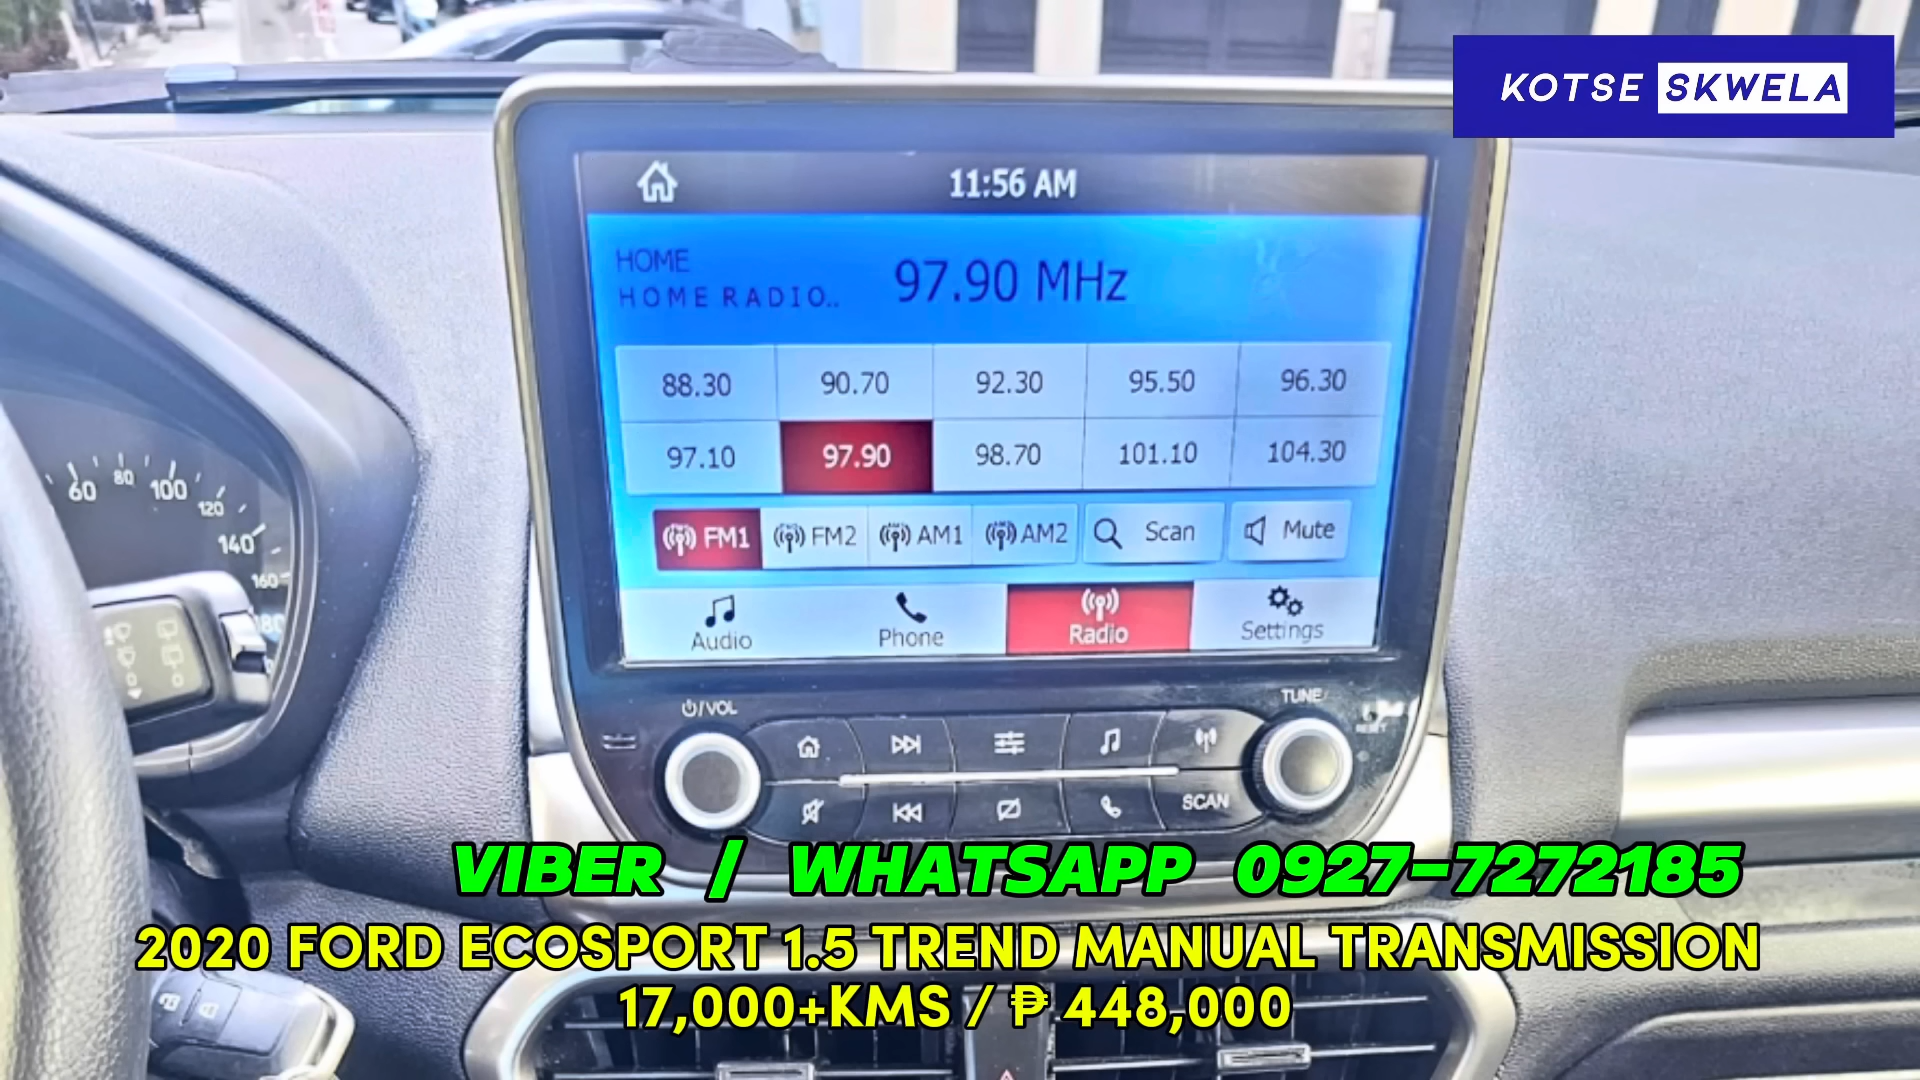 KOTSE SKWELA
11:56 AM
HOME
HOME RADIO..
97.90 MHz
88.30 90.70 92.30 95.50 96.30
97.10 97.90 98.70 101.10 104.30
FM1 FM2 AM1 AM2 Scan Mute
Audio Phone Radio Settings
60 80 100 120 140 160 180
⏻/VOL
TUNE
RESET
SCAN
VIBER / WHATSAPP 0927-7272185
2020 FORD ECOSPORT 1.5 TREND MANUAL TRANSMISSION
17,000+KMS / ₱ 448,000